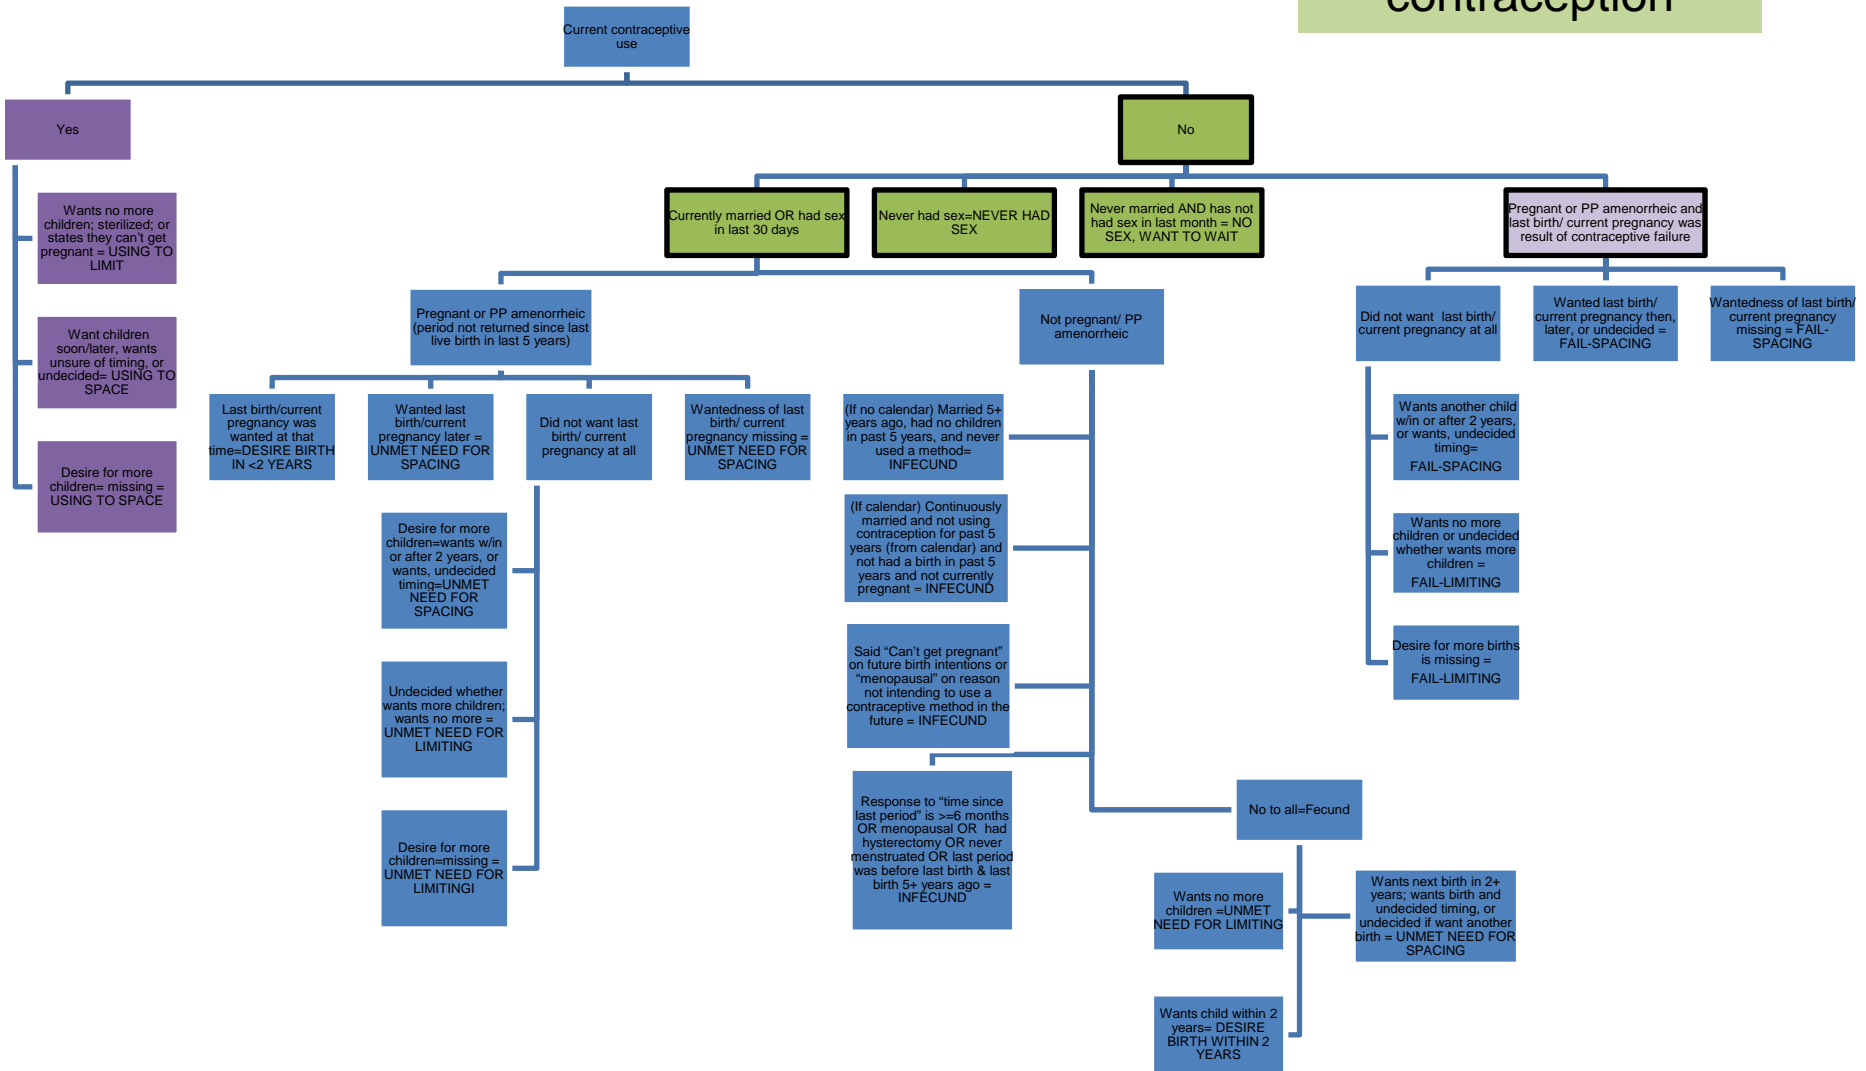 contraception
Current contraceptive
use
Yes
No
Wants no more
children; sterilized; or
states they can't get
pregnant = USING TO
LIMIT
Want children
soon/later, wants
unsure of timing, or
undecided= USING TO
SPACE
Desire for more
children= missing =
USING TO SPACE
Currently married OR had sex
in last 30 days
Never had sex=NEVER HAD
SEX
Never married AND has not
had sex in last month = NO
SEX, WANT TO WAIT
Pregnant or PP amenorrheic and
last birth/ current pregnancy was
result of contraceptive failure
Pregnant or PP amenorrheic
(period not returned since last
live birth in last 5 years)
Not pregnant/ PP
amenorrheic
Did not want  last birth/
current pregnancy at all
Wanted last birth/
current pregnancy then,
later, or undecided =
FAIL-SPACING
Wantedness of last birth/
current pregnancy
missing = FAIL-
SPACING
Last birth/current
pregnancy was
wanted at that
time=DESIRE BIRTH
IN <2 YEARS
Wanted last
birth/current
pregnancy later =
UNMET NEED FOR
SPACING
Did not want last
birth/ current
pregnancy at all
Wantedness of last
birth/ current
pregnancy missing =
UNMET NEED FOR
SPACING
Desire for more
children=wants w/in
or after 2 years, or
wants, undecided
timing=UNMET
NEED FOR
SPACING
Undecided whether
wants more children;
wants no more =
UNMET NEED FOR
LIMITING
Desire for more
children=missing =
UNMET NEED FOR
LIMITINGI
(If no calendar) Married 5+
years ago, had no children
in past 5 years, and never
used a method=
INFECUND
(If calendar) Continuously
married and not using
contraception for past 5
years (from calendar) and
not had a birth in past 5
years and not currently
pregnant = INFECUND
Said “Can't get pregnant”
on future birth intentions or
“menopausal” on reason
not intending to use a
contraceptive method in the
future = INFECUND
Response to “time since
last period” is >=6 months
OR menopausal OR  had
hysterectomy OR never
menstruated OR last period
was before last birth & last
birth 5+ years ago =
INFECUND
No to all=Fecund
Wants no more
children =UNMET
NEED FOR LIMITING
Wants next birth in 2+
years; wants birth and
undecided timing, or
undecided if want another
birth = UNMET NEED FOR
SPACING
Wants child within 2
years= DESIRE
BIRTH WITHIN 2
YEARS
Wants another child
w/in or after 2 years,
or wants, undecided
timing=
FAIL-SPACING
Wants no more
children or undecided
whether wants more
children =
FAIL-LIMITING
Desire for more births
is missing =
FAIL-LIMITING